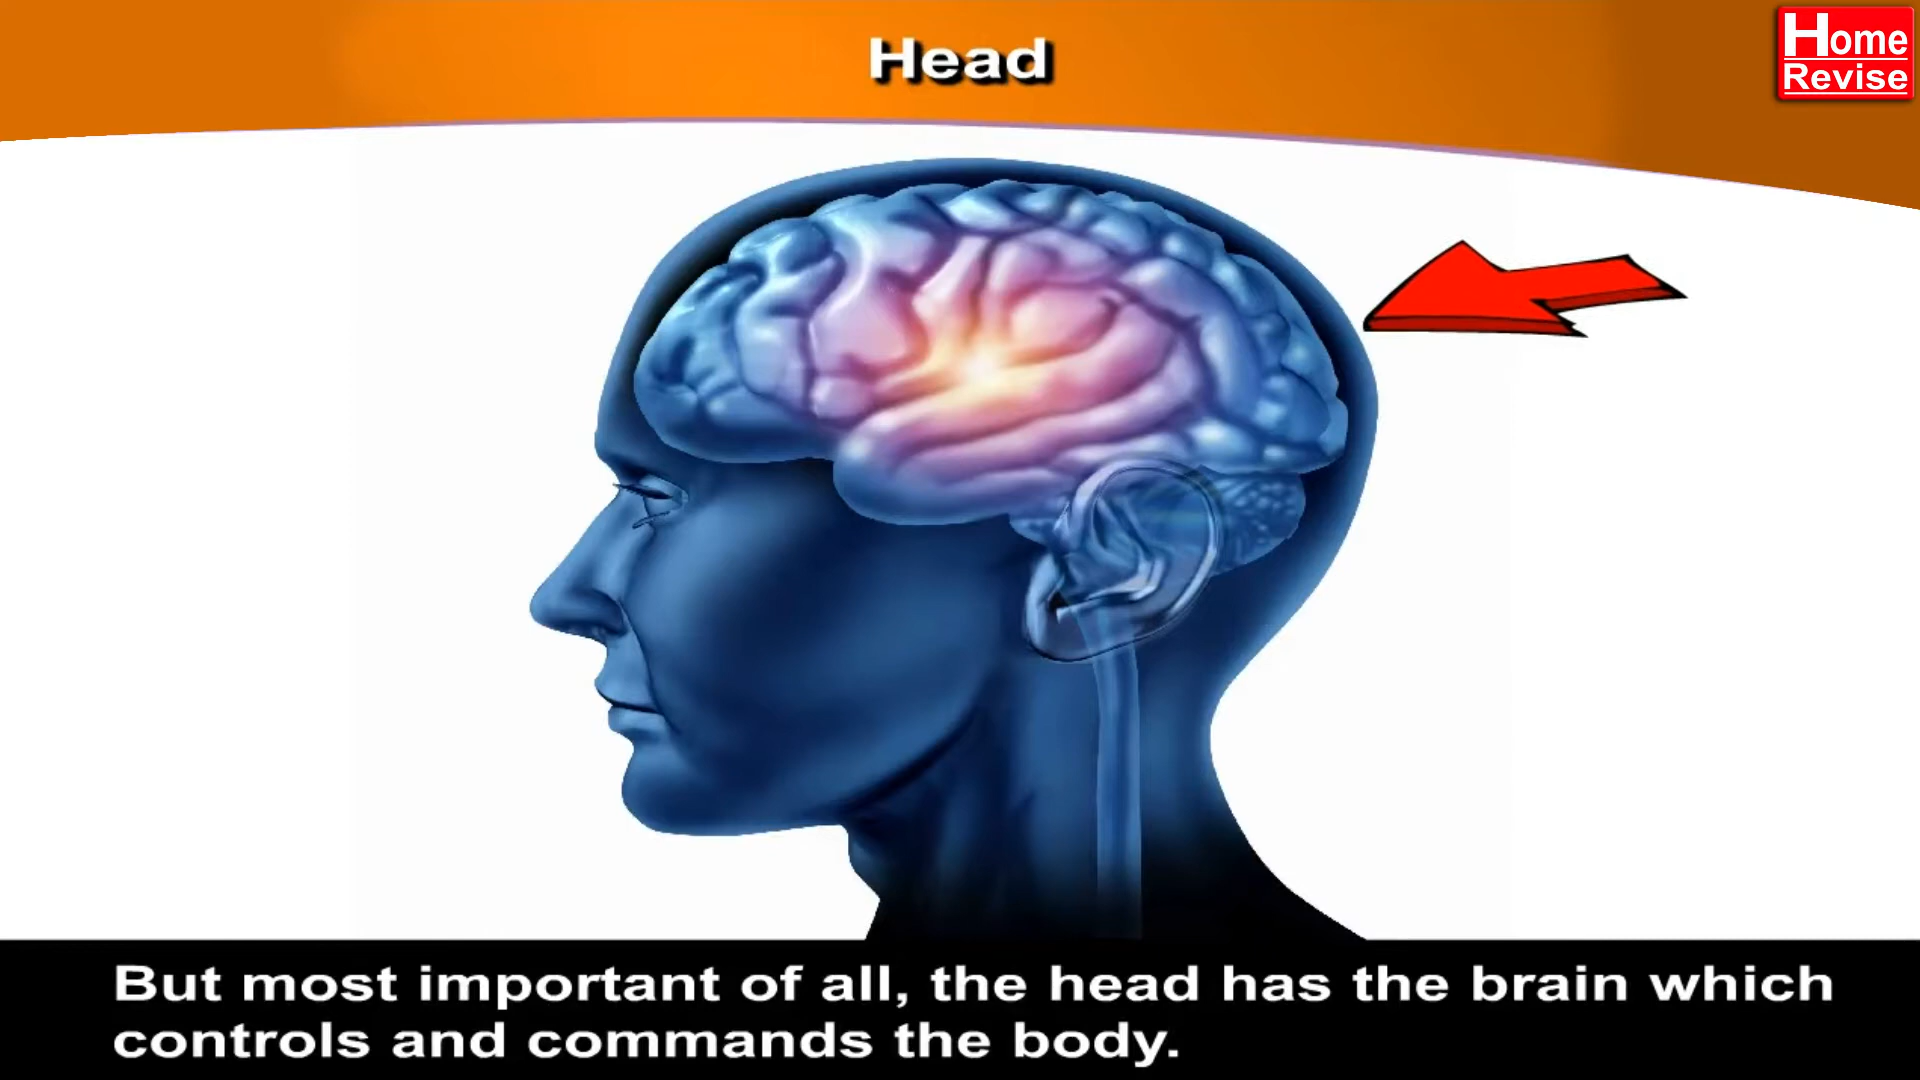 Head
Home
Revise
But most important of all, the head has the brain which
controls and commands the body.